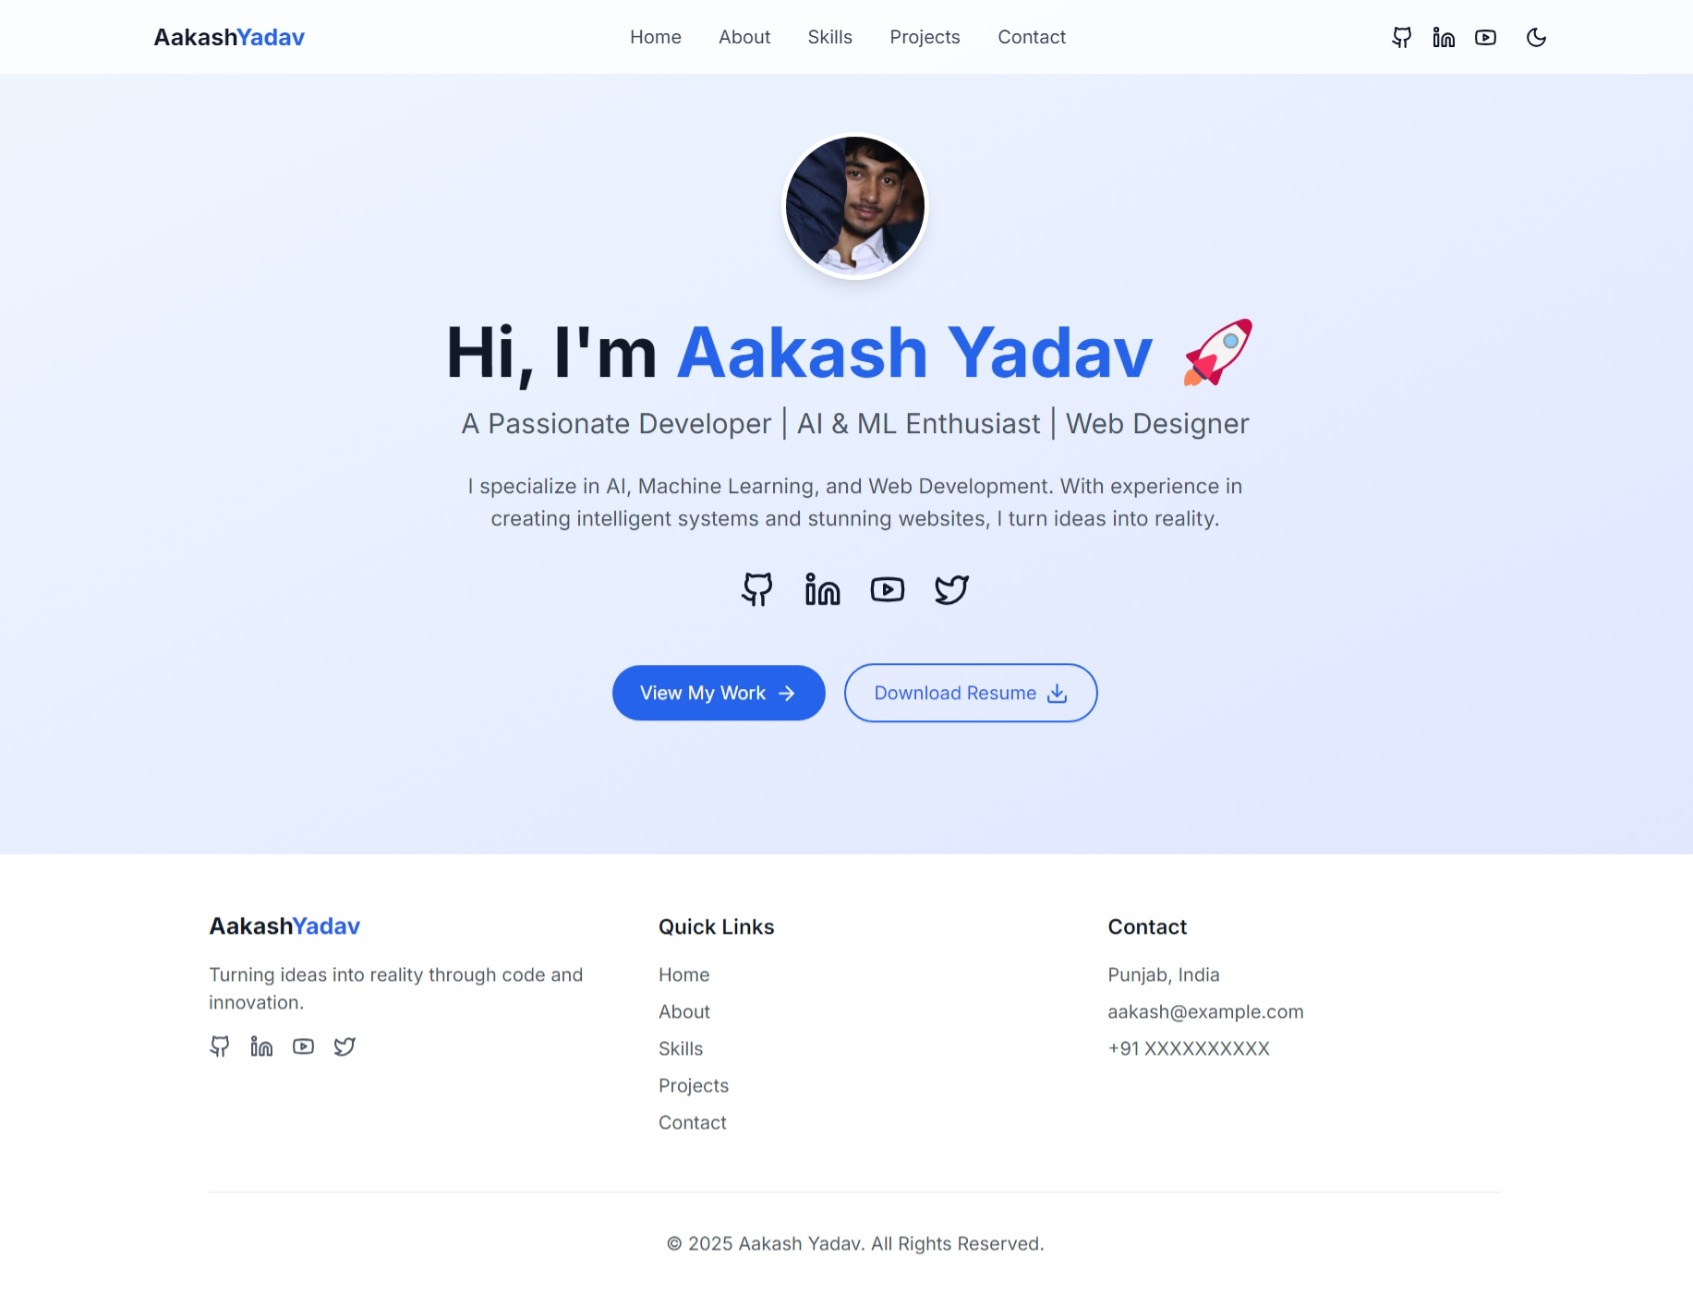 AakashYadav
Home
About
Skills
Projects
Contact
Hi, I'm Aakash Yadav 🚀
A Passionate Developer | AI & ML Enthusiast | Web Designer
I specialize in AI, Machine Learning, and Web Development. With experience in
creating intelligent systems and stunning websites, I turn ideas into reality.
View My Work
Download Resume
AakashYadav
Turning ideas into reality through code and
innovation.
Quick Links
Home
About
Skills
Projects
Contact
Contact
Punjab, India
aakash@example.com
+91 XXXXXXXXXX
© 2025 Aakash Yadav. All Rights Reserved.